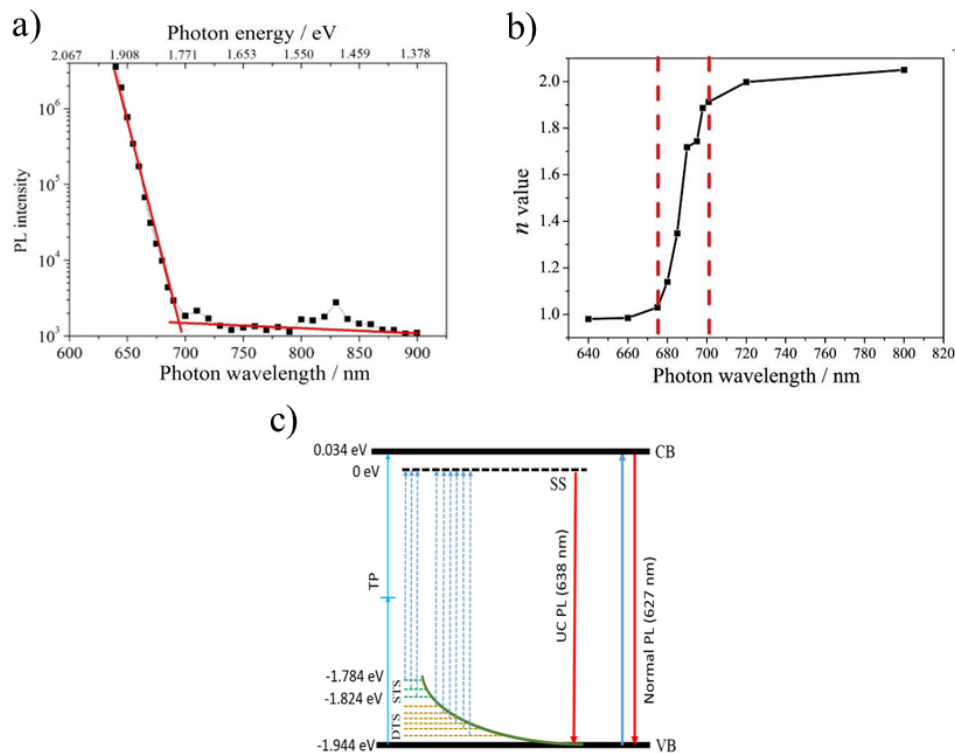 a)
Photon energy / eV
2.067 1.908 1.771 1.653 1.550 1.459 1.378
PL intensity
10^6
10^5
10^4
10^3
600 650 700 750 800 850 900
Photon wavelength / nm
b)
n value
2.0
1.8
1.6
1.4
1.2
1.0
640 660 680 700 720 740 760 780 800 820
Photon wavelength / nm
c)
0.034 eV
CB
0 eV
SS
TP
UC PL (638 nm)
Normal PL (627 nm)
-1.784 eV
STS
-1.824 eV
DTS
-1.944 eV
VB